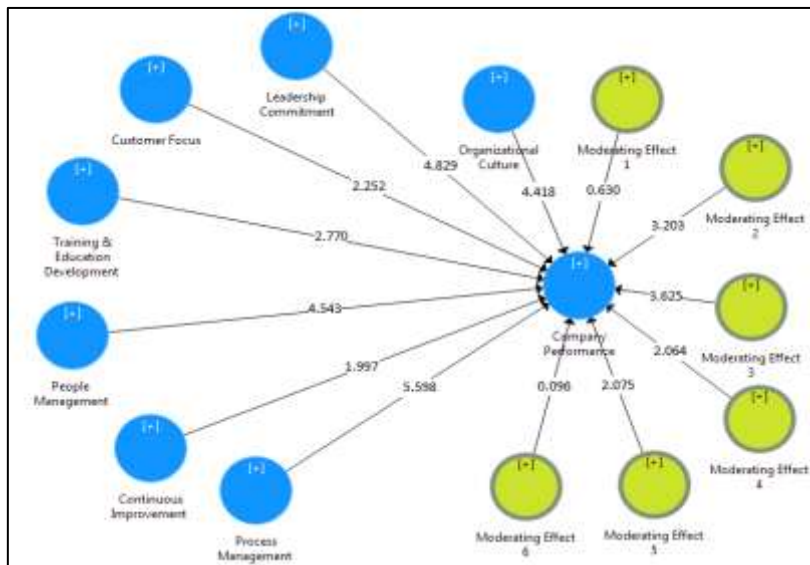 [+]
Leadership
Commitment
[+]
Customer Focus
[+]
Organizational
Culture
[+]
Moderating Effect
1
[+]
Moderating Effect
2
[+]
Training &
Education
Development
4.829
2.252
4.418
0.630
3.203
2.770
[+]
Company
Performance
[+]
Moderating Effect
3
[+]
People
Management
4.543
3.625
1.997
5.598
0.096
2.075
2.064
[+]
Moderating Effect
4
[+]
Continuous
Improvement
[+]
Process
Management
[+]
Moderating Effect
6
[+]
Moderating Effect
5